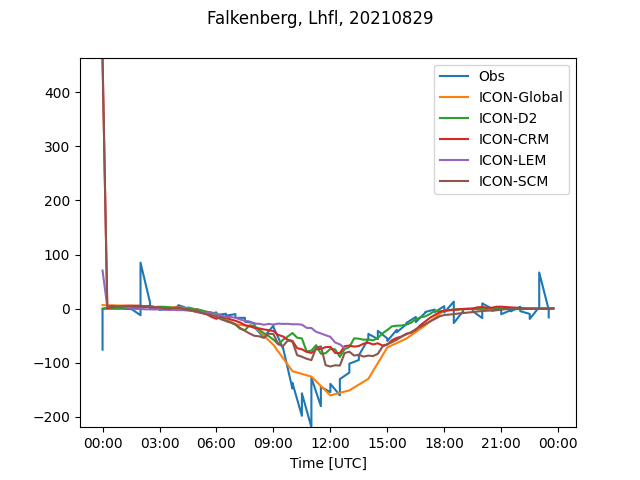 Falkenberg, Lhfl, 20210829
Obs
ICON-Global
ICON-D2
ICON-CRM
ICON-LEM
ICON-SCM
400
300
200
100
0
−100
−200
00:00 03:00 06:00 09:00 12:00 15:00 18:00 21:00 00:00
Time [UTC]